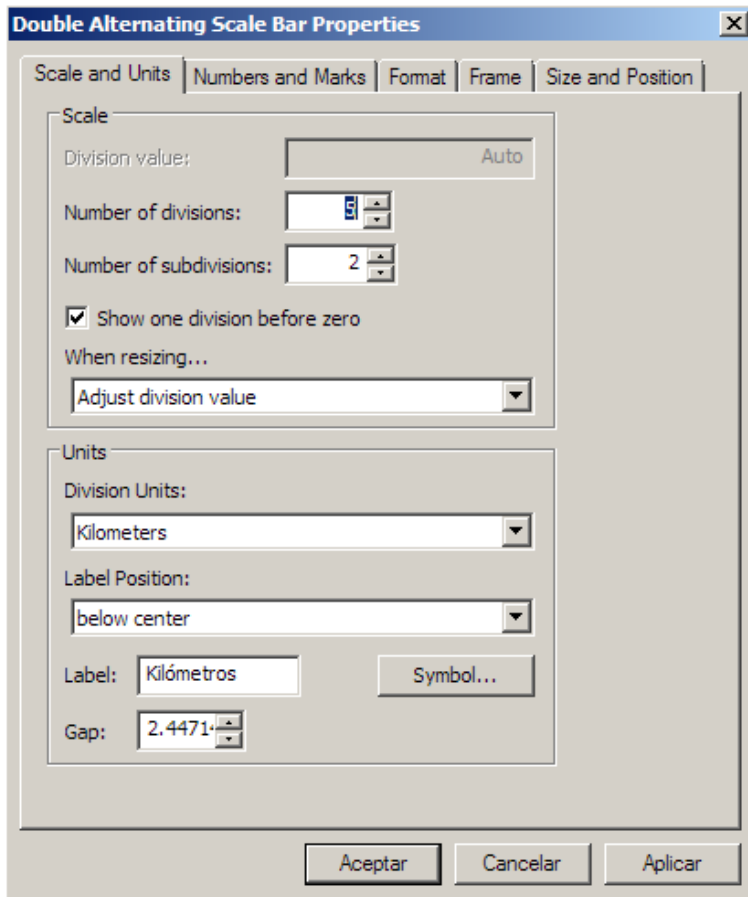 Double Alternating Scale Bar Properties
Scale and Units Numbers and Marks Format Frame Size and Position
Scale
Division value: Auto
Number of divisions: 5
Number of subdivisions: 2
Show one division before zero
When resizing...
Adjust division value
Units
Division Units:
Kilometers
Label Position:
below center
Label: Kilómetros Symbol...
Gap: 2.4471
Aceptar Cancelar Aplicar